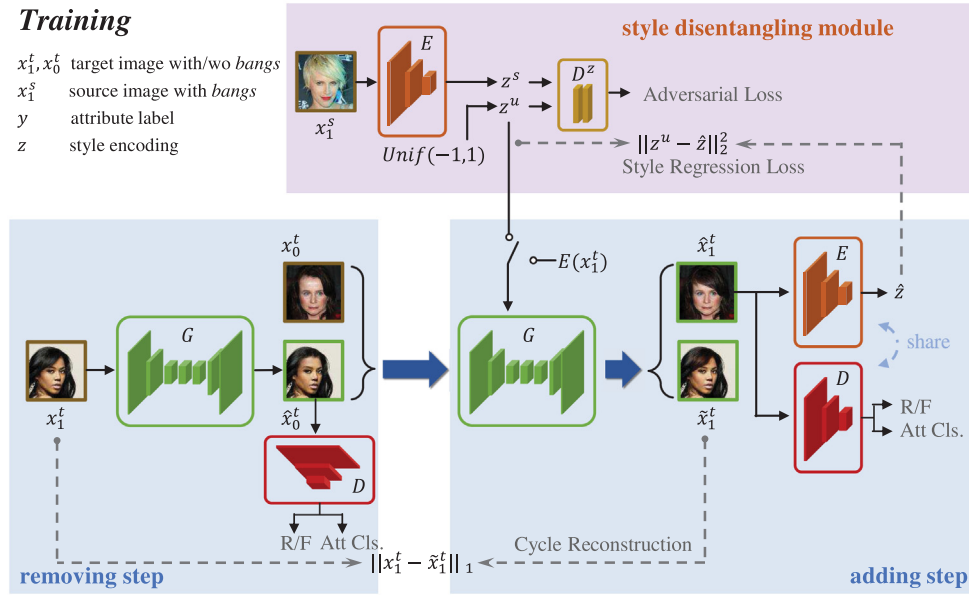 Training
x_1^t, x_0^t target image with/wo bangs
x_1^s source image with bangs
y attribute label
z style encoding
style disentangling module
E
x_1^s
z^s
z^u
Unif(−1,1)
D^z
Adversarial Loss
||z^u − ẑ||_2^2
Style Regression Loss
x_0^t
G
x_1^t
x̂_0^t
D
R/F Att Cls.
removing step
E(x_1^t)
G
x̂_1^t
x̃_1^t
E
ẑ
share
D
R/F
Att Cls.
Cycle Reconstruction
||x_1^t − x̃_1^t||_1
adding step